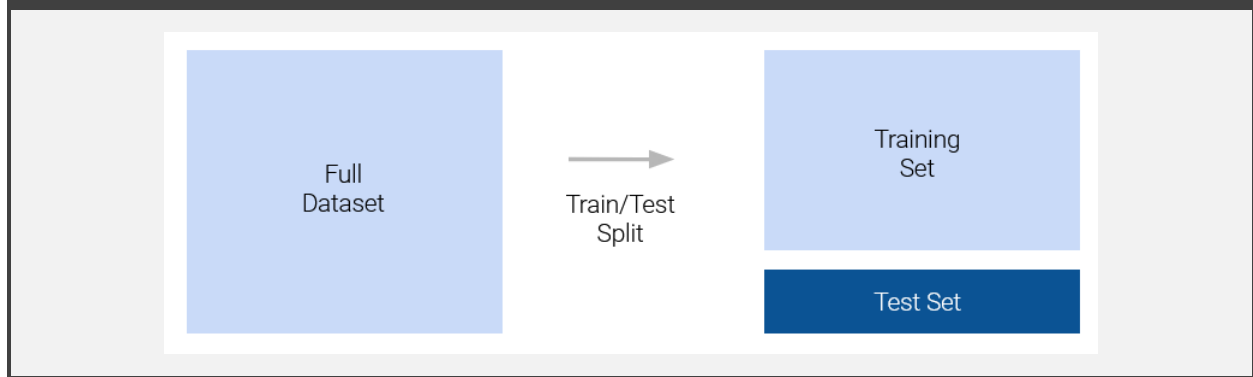 Full
Dataset
Train/Test
Split
Training
Set
Test Set